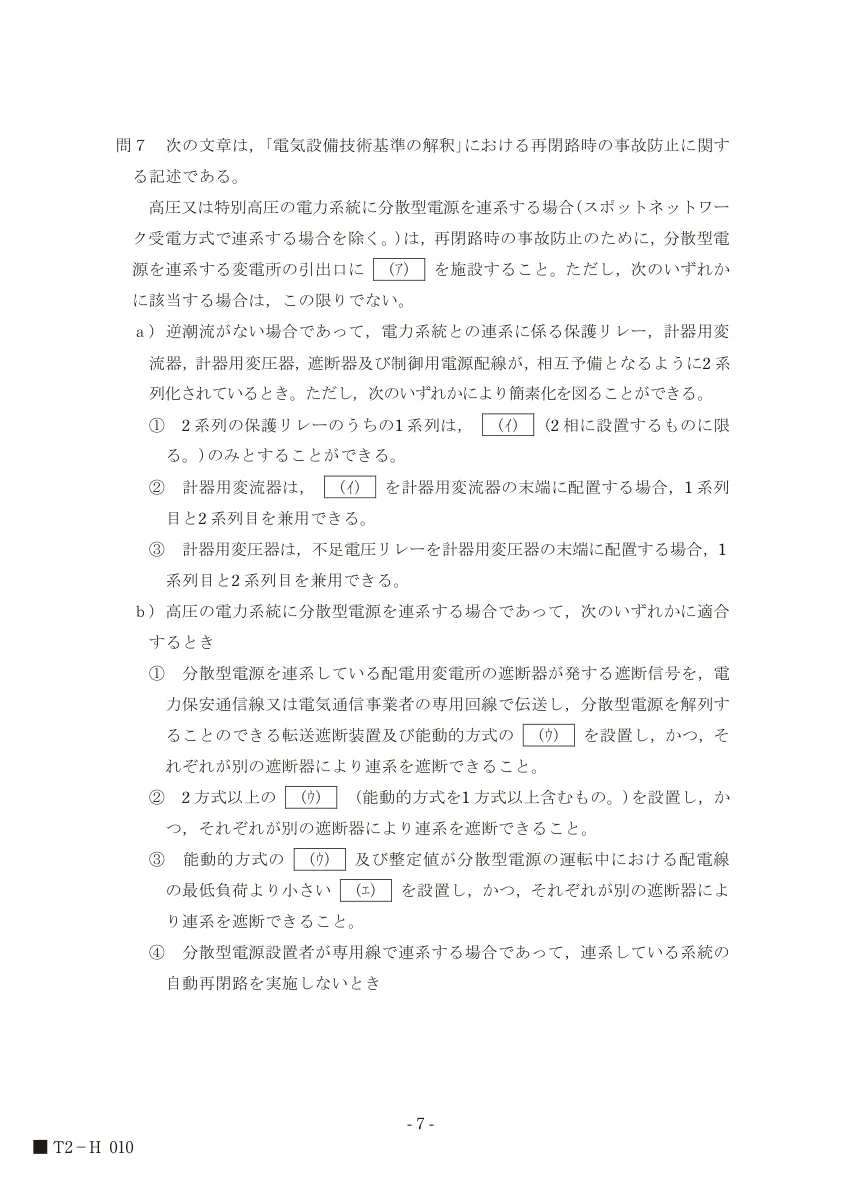 問７　次の文章は，「電気設備技術基準の解釈」における再閉路時の事故防止に関す
る記述である。
高圧又は特別高圧の電力系統に分散型電源を連系する場合(スポットネットワー
ク受電方式で連系する場合を除く。)は，再閉路時の事故防止のために，分散型電
源を連系する変電所の引出口に (ｱ) を施設すること。ただし，次のいずれか
に該当する場合は，この限りでない。
ａ）逆潮流がない場合であって，電力系統との連系に係る保護リレー，計器用変
流器，計器用変圧器，遮断器及び制御用電源配線が，相互予備となるように2 系
列化されているとき。ただし，次のいずれかにより簡素化を図ることができる。
①　2 系列の保護リレーのうちの1 系列は， (ｲ) (2 相に設置するものに限
る。)のみとすることができる。
②　計器用変流器は， (ｲ) を計器用変流器の末端に配置する場合，1 系列
目と2 系列目を兼用できる。
③　計器用変圧器は，不足電圧リレーを計器用変圧器の末端に配置する場合，1
系列目と2 系列目を兼用できる。
ｂ）高圧の電力系統に分散型電源を連系する場合であって，次のいずれかに適合
するとき
①　分散型電源を連系している配電用変電所の遮断器が発する遮断信号を，電
力保安通信線又は電気通信事業者の専用回線で伝送し，分散型電源を解列す
ることのできる転送遮断装置及び能動的方式の (ｳ) を設置し，かつ，そ
れぞれが別の遮断器により連系を遮断できること。
②　2 方式以上の (ｳ) (能動的方式を1 方式以上含むもの。)を設置し，か
つ，それぞれが別の遮断器により連系を遮断できること。
③　能動的方式の (ｳ) 及び整定値が分散型電源の運転中における配電線
の最低負荷より小さい (ｴ) を設置し，かつ，それぞれが別の遮断器によ
り連系を遮断できること。
④　分散型電源設置者が専用線で連系する場合であって，連系している系統の
自動再閉路を実施しないとき
- 7 -
■ T2－H 010